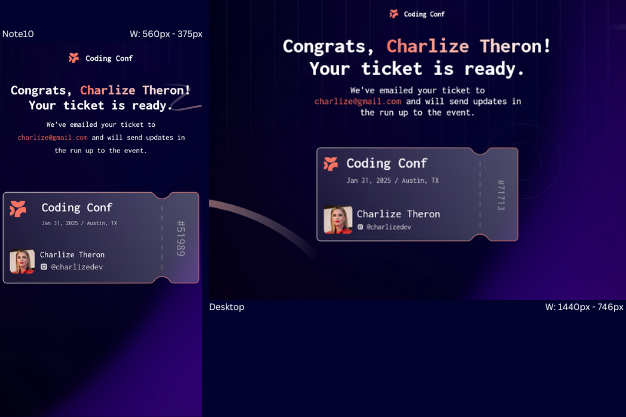 Note10
W: 560px - 375px
Coding Conf
Congrats, Charlize Theron!
Your ticket is ready.
We've emailed your ticket to
charlize@gmail.com and will send updates in
the run up to the event.
Coding Conf
Jan 31, 2025 / Austin, TX
Charlize Theron
@charlizedev
#51989
Coding Conf
Congrats, Charlize Theron!
Your ticket is ready.
We've emailed your ticket to
charlize@gmail.com and will send updates in
the run up to the event.
Coding Conf
Jan 31, 2025 / Austin, TX
Charlize Theron
@charlizedev
#71713
Desktop
W: 1440px - 746px